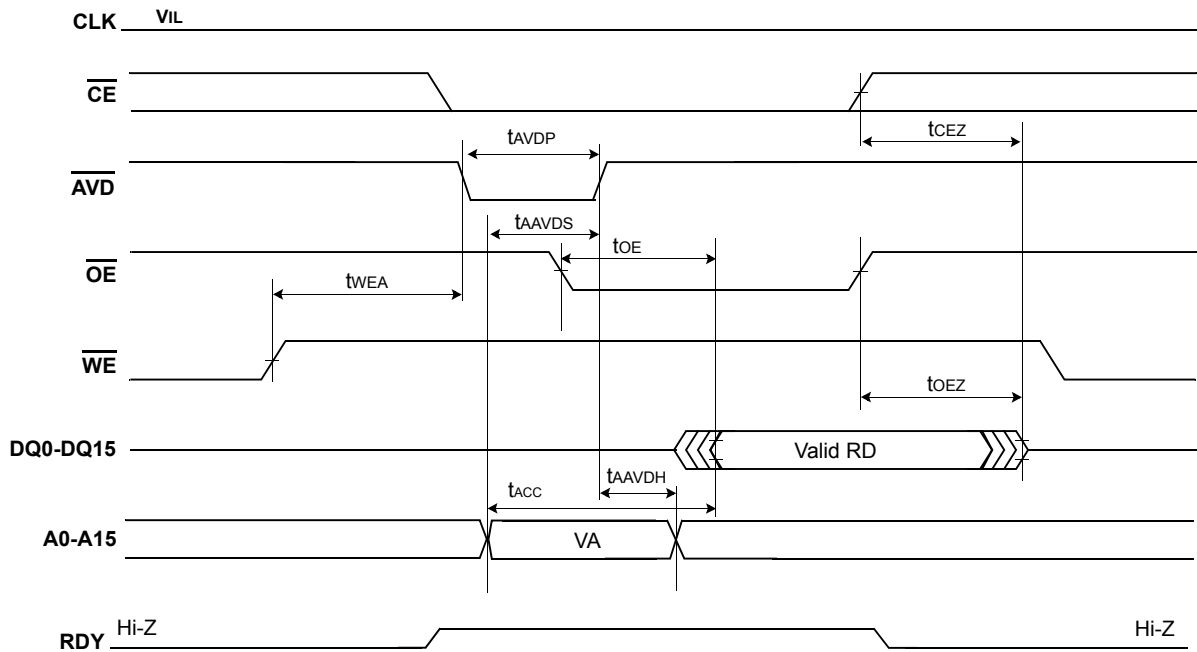 CLK VIL
CE
tCEZ
tAVDP
AVD
tAAVDS
tOE
OE
tWEA
WE
tOEZ
DQ0-DQ15 Valid RD
tAAVDH
tACC
A0-A15 VA
Hi-Z Hi-Z
RDY